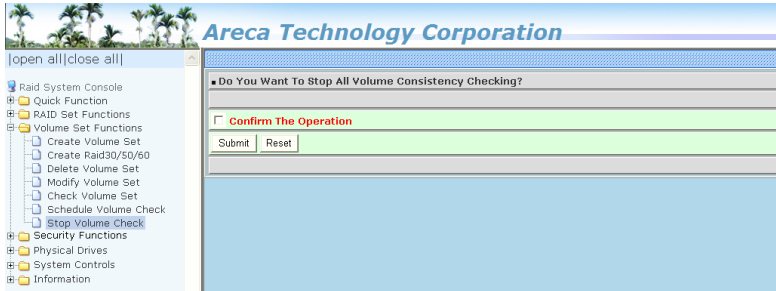 Areca Technology Corporation
|open all|close all|
Raid System Console
Quick Function
RAID Set Functions
Volume Set Functions
Create Volume Set
Create Raid30/50/60
Delete Volume Set
Modify Volume Set
Check Volume Set
Schedule Volume Check
Stop Volume Check
Security Functions
Physical Drives
System Controls
Information
Do You Want To Stop All Volume Consistency Checking?
Confirm The Operation
Submit Reset